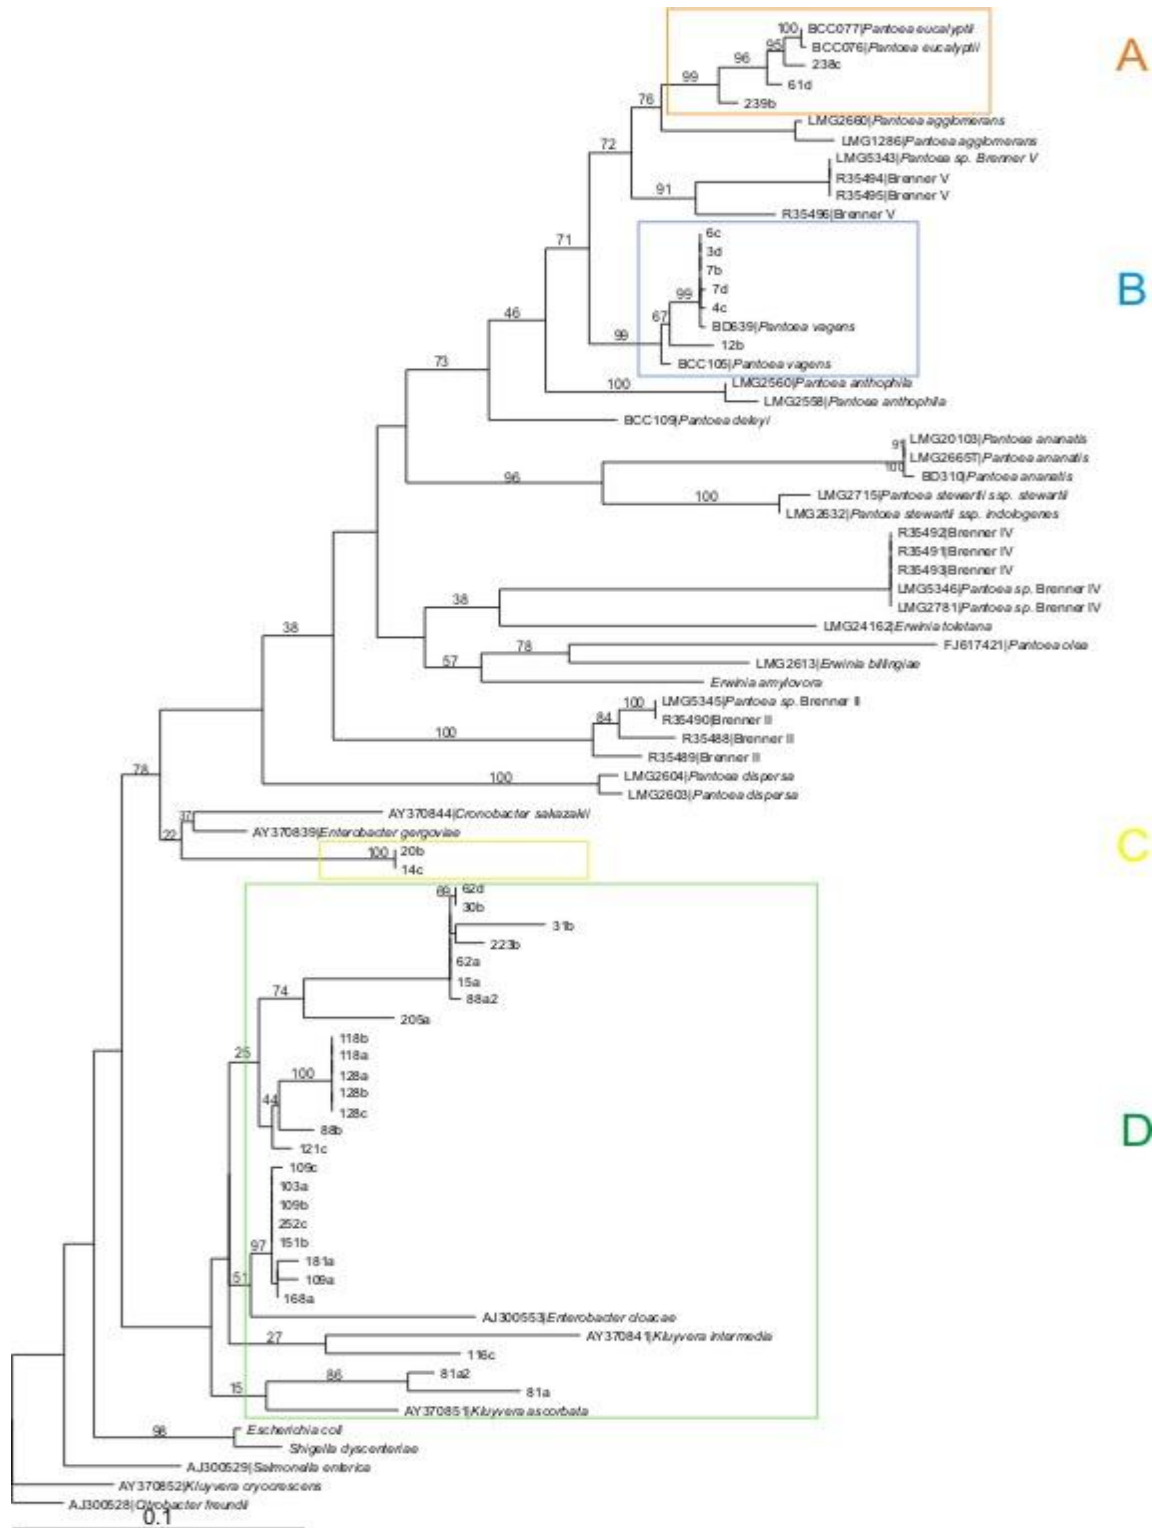 100 BCC077|Pantoea eucalyptii
A
95 BCC076|Pantoea eucalyptii
96 238c
99 61d
76 239b
LMG2660|Pantoea agglomerans
LMG1286|Pantoea agglomerans
72
LMG5343|Pantoea sp. Brenner V
R35494|Brenner V
91 R35495|Brenner V
R35496|Brenner V
6c
71 3d
7b
B
99 7d
46 4c
67 BD639|Pantoea vagens
99 12b
73 BCC105|Pantoea vagens
100 LMG2560|Pantoea anthophila
LMG2558|Pantoea anthophila
BCC109|Pantoea deleyi
91 LMG20103|Pantoea ananatis
LMG2665T|Pantoea ananatis
100 BD310|Pantoea ananatis
96
100 LMG2715|Pantoea stewartii ssp. stewartii
LMG2632|Pantoea stewartii ssp. indologenes
R35492|Brenner IV
R35491|Brenner IV
R35493|Brenner IV
LMG5346|Pantoea sp. Brenner IV
38 LMG2781|Pantoea sp. Brenner IV
LMG24162|Erwinia toletana
38
78 FJ617421|Pantoea olea
57 LMG2613|Erwinia billingiae
Erwinia amylovora
100 LMG5345|Pantoea sp. Brenner II
84 R35490|Brenner II
100 R35488|Brenner II
R35489|Brenner II
78 100 LMG2604|Pantoea dispersa
LMG2603|Pantoea dispersa
37 AY370844|Cronobacter sakazakii
22 AY370839|Enterobacter gergoviae
C
100 20b
14c
69 62d
30b
31b
223b
62a
15a
74 88a2
205a
118b
25 118a
100 128a
128b
44 128c
88b
D
121c
109c
103a
109b
252c
97 151b
181a
51 109a
168a
AJ300553|Enterobacter cloacae
27 AY370841|Kluyvera intermedia
116c
86 81a2
15 81a
AY370851|Kluyvera ascorbata
98 Escherichia coli
Shigella dyscenteriae
AJ300529|Salmonella enterica
AY370852|Kluyvera cryocrescens
AJ300528|Citrobacter freundii
0.1